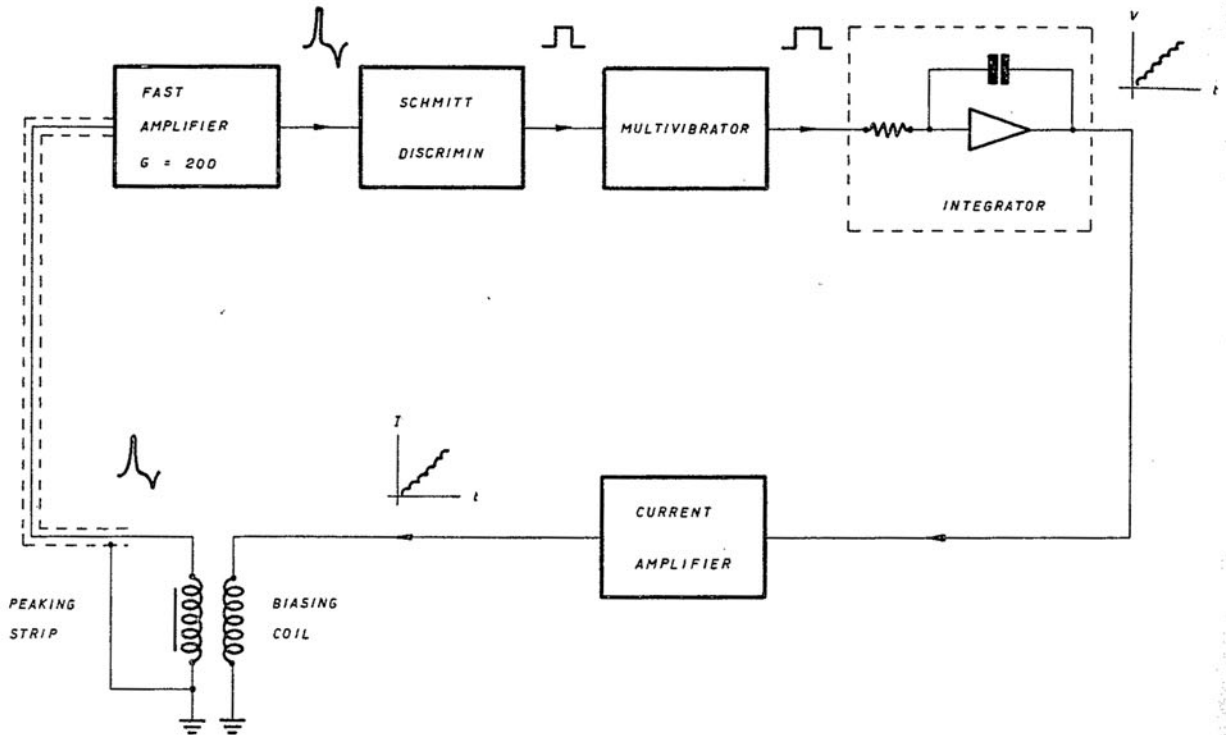 FAST
AMPLIFIER
G = 200
SCHMITT
DISCRIMIN
MULTIVIBRATOR
INTEGRATOR
V
t
I
t
CURRENT
AMPLIFIER
PEAKING
STRIP
BIASING
COIL